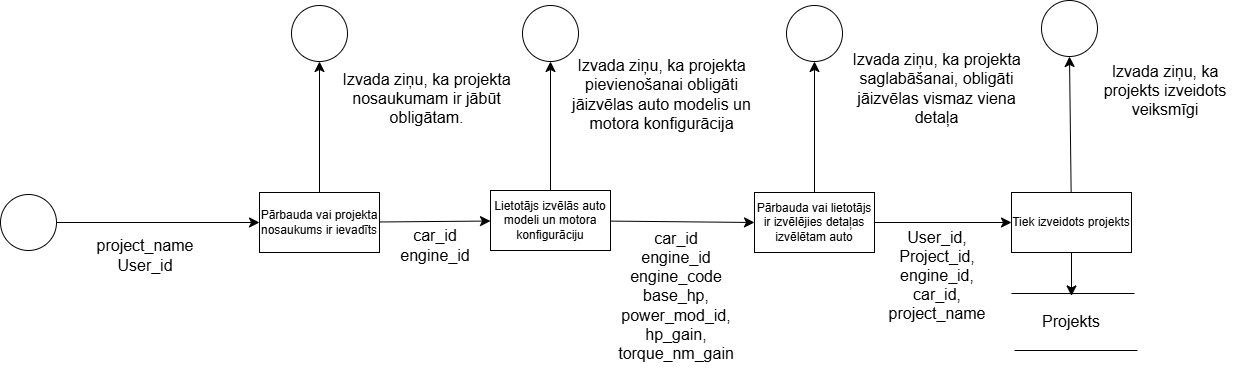 Izvada ziņu, ka projekta
nosaukumam ir jābūt
obligātam.
Izvada ziņu, ka projekta
pievienošanai obligāti
jāizvēlas auto modelis un
motora konfigurācija
Izvada ziņu, ka projekta
saglabāšanai, obligāti
jāizvēlas vismaz viena
detaļa
Izvada ziņu, ka
projekts izveidots
veiksmīgi
project_name
User_id
Pārbauda vai projekta
nosaukums ir ievadīts
car_id
engine_id
Lietotājs izvēlās auto
modeli un motora
konfigurāciju
car_id
engine_id
engine_code
base_hp,
power_mod_id,
hp_gain,
torque_nm_gain
Pārbauda vai lietotājs
ir izvēlējies detaļas
izvēlētam auto
User_id,
Project_id,
engine_id,
car_id,
project_name
Tiek izveidots projekts
Projekts